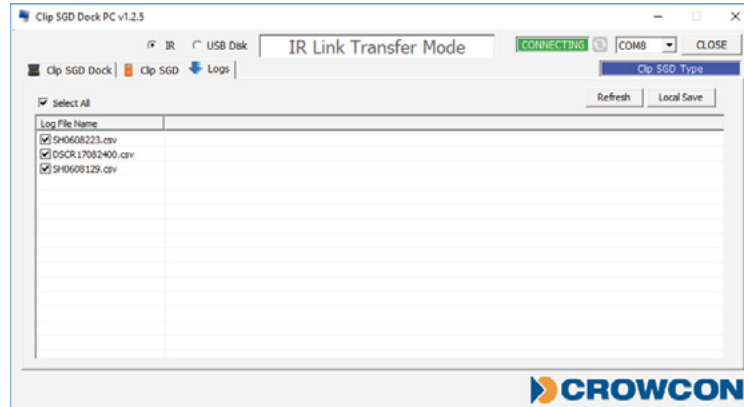 Clip SGD Dock PC v1.2.5
IR USB Disk IR Link Transfer Mode CONNECTING COM8 CLOSE
Clip SGD Dock Clip SGD Logs Clip SGD Type
Select All Refresh Local Save
Log File Name
SH0608223.csv
DSCR17082400.csv
SH0608129.csv
CROWCON